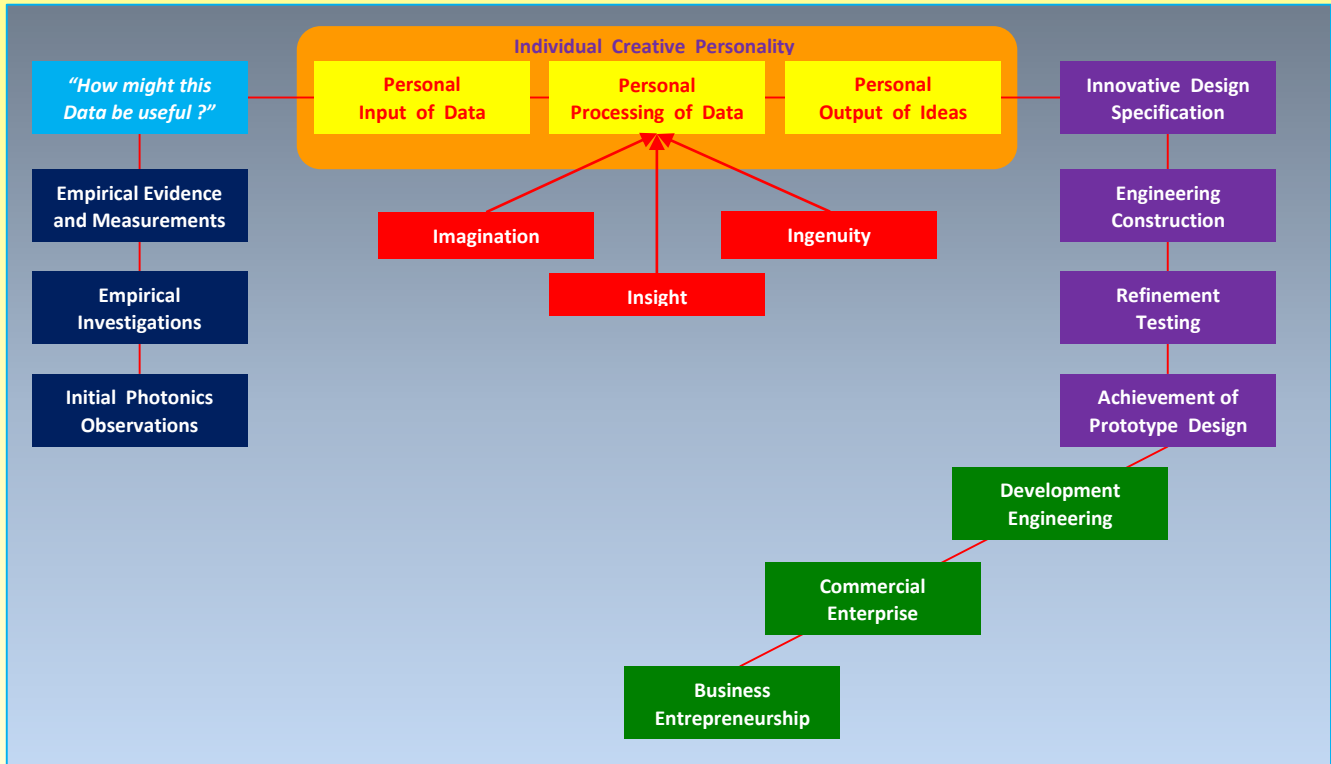 Individual Creative Personality
“How might this
Data be useful ?”
Personal
Input of Data
Personal
Processing of Data
Personal
Output of Ideas
Innovative Design
Specification
Empirical Evidence
and Measurements
Engineering
Construction
Imagination
Ingenuity
Insight
Empirical
Investigations
Refinement
Testing
Initial Photonics
Observations
Achievement of
Prototype Design
Development
Engineering
Commercial
Enterprise
Business
Entrepreneurship